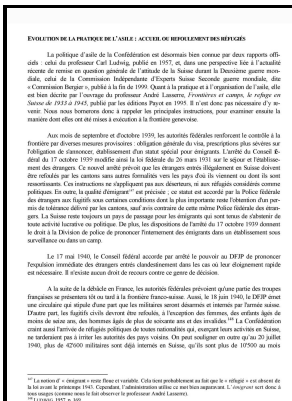 EVOLUTION DE LA PRATIQUE DE L'ASILE : ACCUEIL OU REFOULEMENT DES RÉFUGIÉS
La politique d'asile de la Confédération est désormais bien connue par deux rapports offi-
ciels : celui du professeur Carl Ludwig, publié en 1957, et, dans une perspective liée à l'actualité
récente de remise en question générale de l'attitude de la Suisse durant la Deuxième guerre mon-
diale, celui de la Commission Indépendante d'Experts Suisse Seconde guerre mondiale, dite
« Commission Bergier », publié à la fin de 1999. Quant à la pratique et à l'organisation de l'asile, elle
est bien décrite par l'ouvrage du professeur André Lasserre, Frontières et camps, le refuge en
Suisse de 1933 à 1945, publié par les éditions Payot en 1995. Il n'est donc pas nécessaire d'y re-
venir. Nous nous bornerons donc à rappeler les principales instructions, pour examiner ensuite la
manière dont elles ont été mises à exécution à la frontière genevoise.
Aux mois de septembre et d'octobre 1939, les autorités fédérales renforcent le contrôle à la
frontière par diverses mesures provisoires : obligation générale du visa, prescriptions plus sévères sur
l'obligation de s'annoncer, établissement d'un statut spécial pour émigrants. L'arrêté du Conseil fé-
déral du 17 octobre 1939 modifie ainsi la loi fédérale du 26 mars 1931 sur le séjour et l'établisse-
ment des étrangers. Ce nouvel arrêté prévoit que les étrangers entrés illégalement en Suisse doivent
être refoulés par les cantons sans autres formalités vers les pays d'où ils viennent ou dont ils sont
ressortissants. Ces instructions ne s'appliquent pas aux déserteurs, ni aux réfugiés considérés comme
politiques. En outre, la qualité d'émigrant¹⁴⁷ est précisée ; ce statut est accordé par la Police fédérale
des étrangers aux fugitifs sous certaines conditions dont la plus importante reste l'obtention d'un per-
mis de tolérance délivré par les cantons, sauf avis contraire de cette même Police fédérale des étran-
gers. La Suisse reste toujours un pays de passage pour les émigrants qui sont tenus de s'abstenir de
toute activité lucrative ou politique. De plus, les dispositions de l'arrêté du 17 octobre 1939 donnent
le droit à la Division de police de prononcer l'internement des émigrants dans un établissement sous
surveillance ou dans un camp.
Le 17 mai 1940, le Conseil fédéral accorde par arrêté le pouvoir au DFJP de prononcer
l'expulsion immédiate des étrangers entrés clandestinement dans les cas où leur éloignement rapide
est nécessaire. Il n'existe aucun droit de recours contre ce genre de décision.
A la suite de la débâcle en France, les autorités fédérales prévoient qu'une partie des troupes
françaises se présentent tôt ou tard à la frontière franco-suisse. Aussi, le 18 juin 1940, le DFJP émet
une circulaire qui stipule d'une part que les militaires seront désarmés et internés par l'armée suisse.
D'autre part, les fugitifs civils devront être refoulés, à l'exception des femmes, des enfants âgés de
moins de seize ans, des hommes âgés de plus de soixante ans et des invalides.¹⁴⁸ La Confédération
craint aussi l'arrivée de réfugiés politiques de toutes nationalités qui, exerçant leurs activités en Suisse,
ne tarderaient pas à irriter les autorités des pays voisins. On peut souligner en outre qu'au 20 juillet
1940, plus de 42600 militaires sont déjà internés en Suisse, qu'ils sont plus de 107500 au mois
¹⁴⁷ La notion d' « émigrant » reste floue et variable. Cela tient probablement au fait que le « réfugié » est absent de
la loi avant le printemps 1943. Cependant, l'administration utilise ce mot bien auparavant. L'émigrant sert donc à
tous usages (comme nous le fait observer le professeur André Lasserre).
¹⁴⁸ LUDWIG 1957, p. 169.